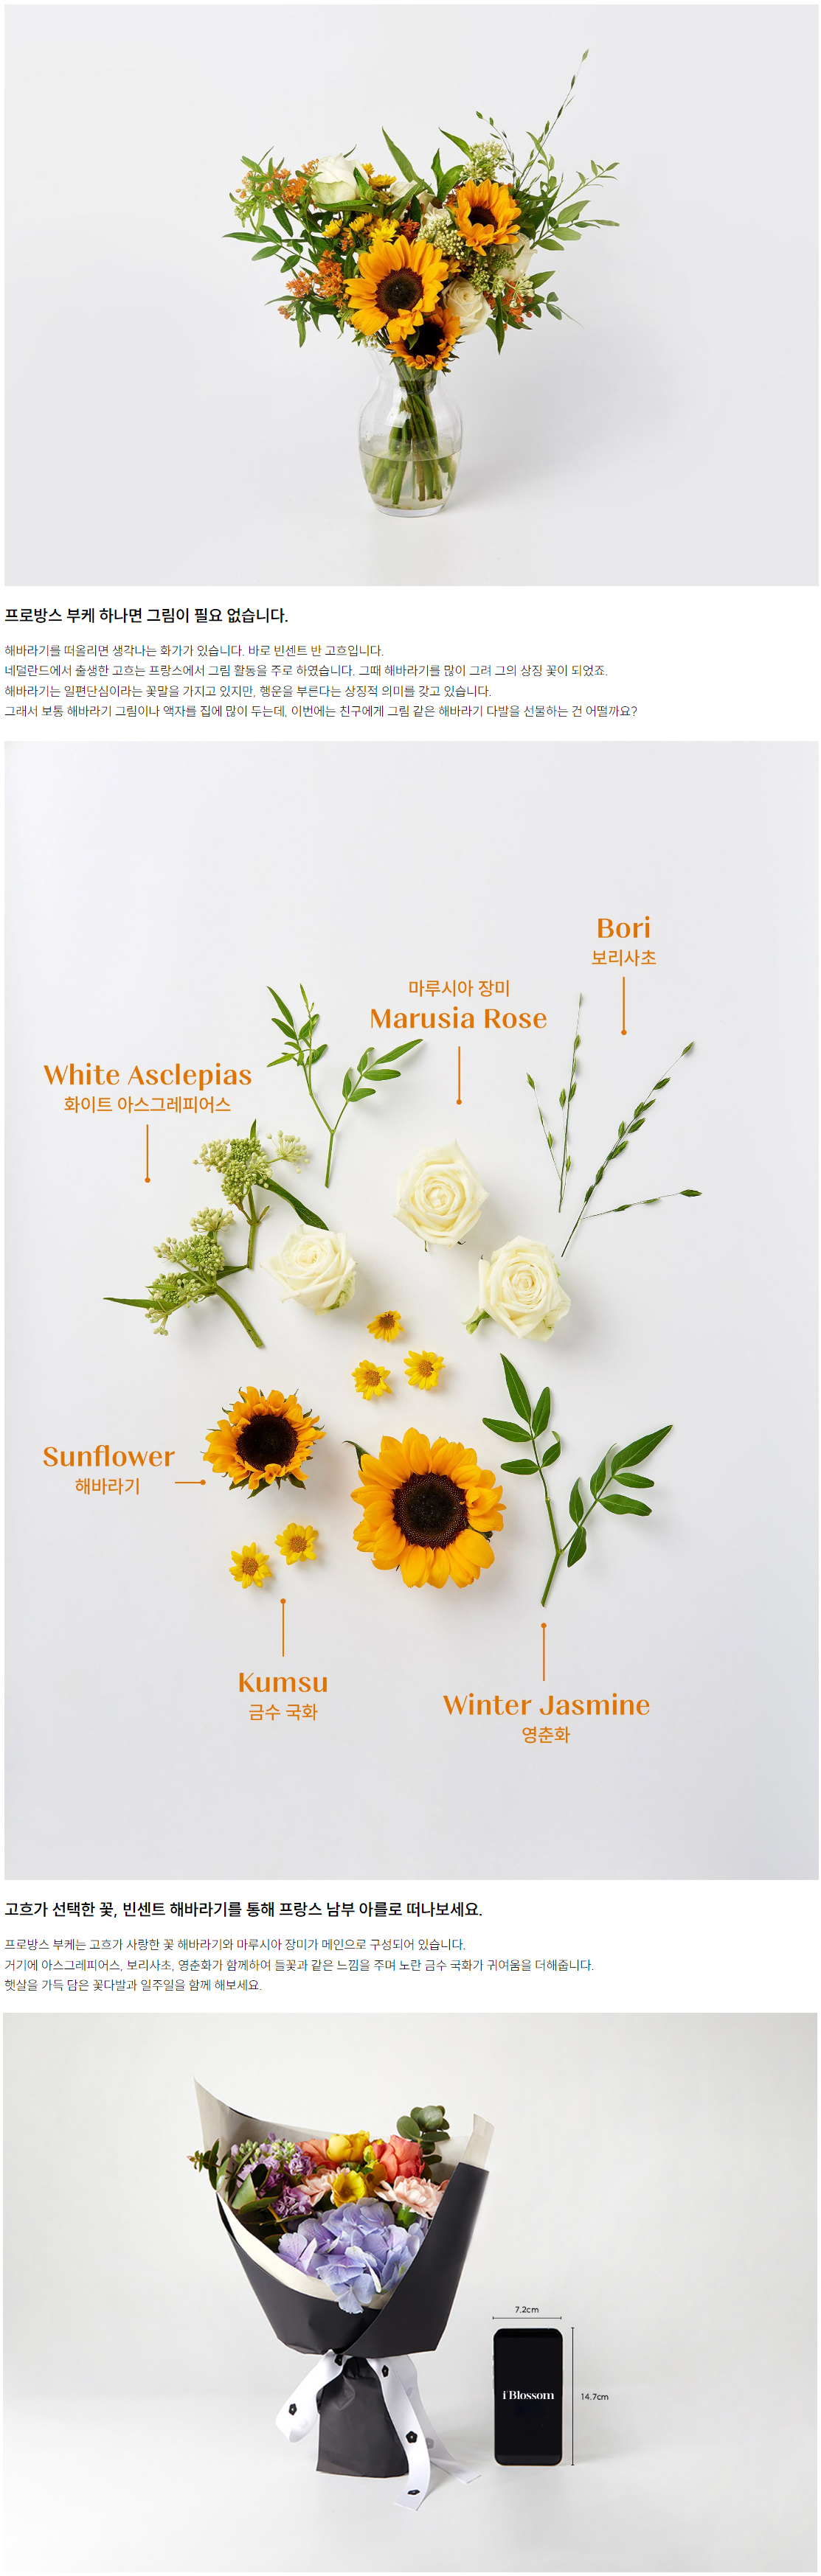 프로방스 부케 하나면 그림이 필요 없습니다.
해바라기를 떠올리면 생각나는 화가가 있습니다. 바로 빈센트 반 고흐입니다.
네덜란드에서 출생한 고흐는 프랑스에서 그림 활동을 주로 하였습니다. 그때 해바라기를 많이 그려 그의 상징 꽃이 되었죠.
해바라기는 일편단심이라는 꽃말을 가지고 있지만, 행운을 부른다는 상징적 의미를 갖고 있습니다.
그래서 보통 해바라기 그림이나 액자를 집에 많이 두는데, 이번에는 친구에게 그림 같은 해바라기 다발을 선물하는 건 어떨까요?
Bori
보리사초
마루시아 장미
Marusia Rose
White Asclepias
화이트 아스그레피어스
Sunflower
해바라기
Kumsu
금수 국화
Winter Jasmine
영춘화
고흐가 선택한 꽃, 빈센트 해바라기를 통해 프랑스 남부 아를로 떠나보세요.
프로방스 부케는 고흐가 사랑한 꽃 해바라기와 마루시아 장미가 메인으로 구성되어 있습니다.
거기에 아스그레피어스, 보리사초, 영춘화가 함께하여 들꽃과 같은 느낌을 주며 노란 금수 국화가 귀여움을 더해줍니다.
햇살을 가득 담은 꽃다발과 일주일을 함께 해보세요.
7.2cm
i'Blossom
14.7cm